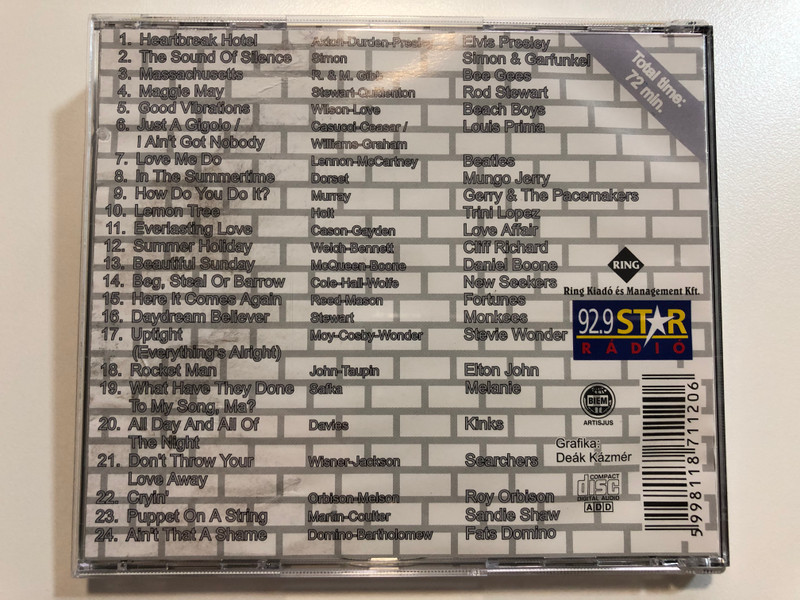 1. Heartbreak Hotel Axton-Durden-Presley Elvis Presley
2. The Sound Of Silence Simon Simon & Garfunkel
3. Massachusetts R. & M. Gibb Bee Gees
4. Maggie May Stewart-Quittenton Rod Stewart
5. Good Vibrations Wilson-Love Beach Boys
6. Just A Gigolo / Casucci-Ceasar / Louis Prima
I Ain't Got Nobody Williams-Graham
7. Love Me Do Lennon-McCartney Beatles
8. In The Summertime Dorset Mungo Jerry
9. How Do You Do It? Murray Gerry & The Pacemakers
10. Lemon Tree Holt Trini Lopez
11. Everlasting Love Cason-Gayden Love Affair
12. Summer Holiday Welch-Bennett Cliff Richard
13. Beautiful Sunday McQueen-Boone Daniel Boone
14. Beg, Steal Or Barrow Cole-Hall-Wolfe New Seekers
15. Here It Comes Again Reed-Mason Fortunes
16. Daydream Believer Stewart Monkees
17. Uptight Moy-Cosby-Wonder Stevie Wonder
(Everything's Alright)
18. Rocket Man John-Taupin Elton John
19. What Have They Done Safka Melanie
To My Song, Ma?
20. All Day And All Of Davies Kinks
The Night
21. Don't Throw Your Wisner-Jackson Searchers
Love Away
22. Cryin' Orbison-Melson Roy Orbison
23. Puppet On A String Martin-Coulter Sandie Shaw
24. Ain't That A Shame Domino-Bartholomew Fats Domino
Total time:
72 min.
RING
Ring Kiadó és Management Kft.
92.9 STAR
RÁDIÓ
BIEM
ARTISJUS
Grafika:
Deák Kázmér
COMPACT
disc
DIGITAL AUDIO
ADD
5998118711206